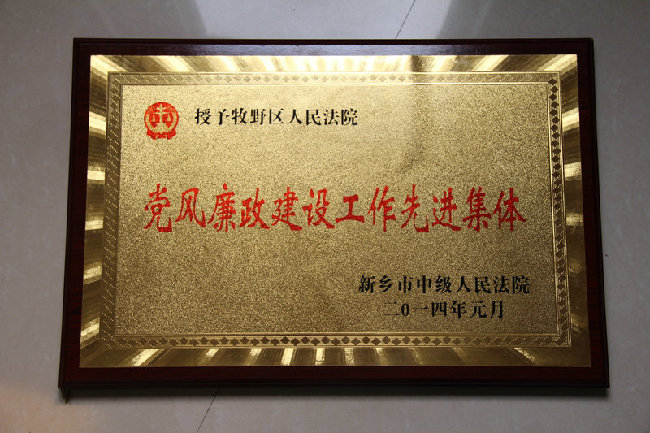 授予牧野区人民法院
党风廉政建设工作先进集体
新乡市中级人民法院
二0一四年元月